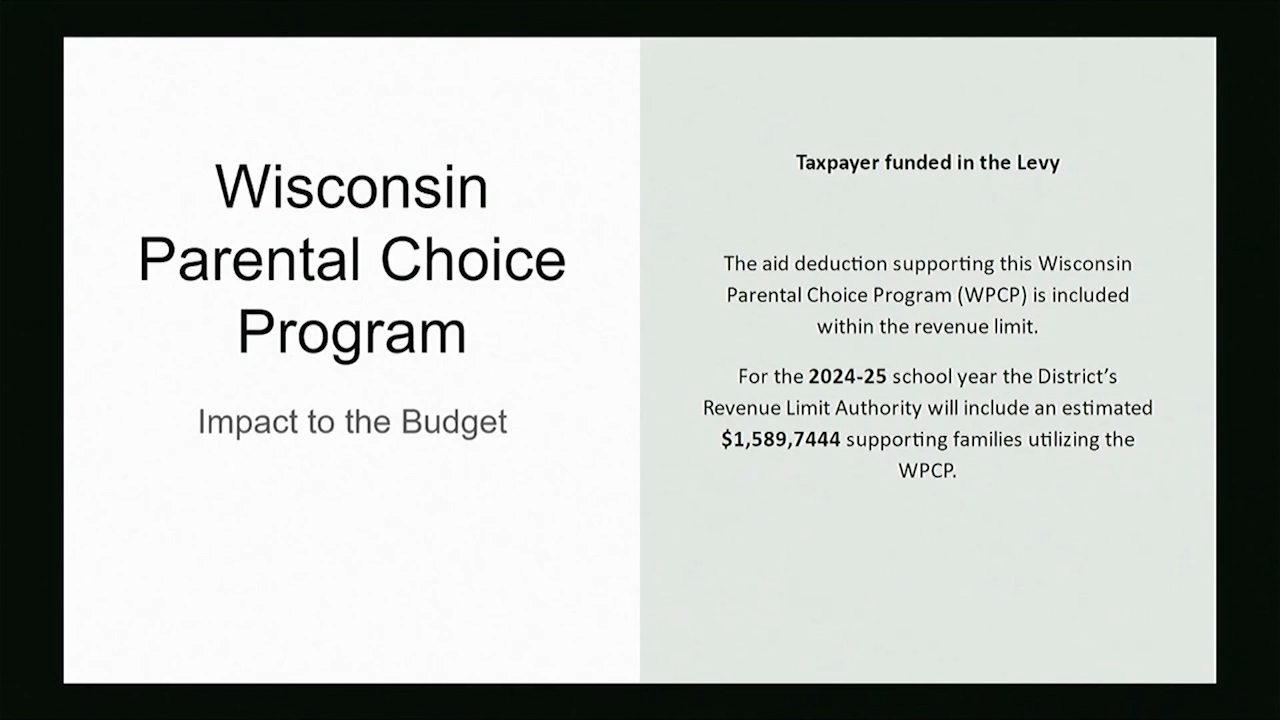 Wisconsin
Parental Choice
Program
Impact to the Budget
Taxpayer funded in the Levy
The aid deduction supporting this Wisconsin
Parental Choice Program (WPCP) is included
within the revenue limit.
For the 2024-25 school year the District's
Revenue Limit Authority will include an estimated
$1,589,7444 supporting families utilizing the
WPCP.